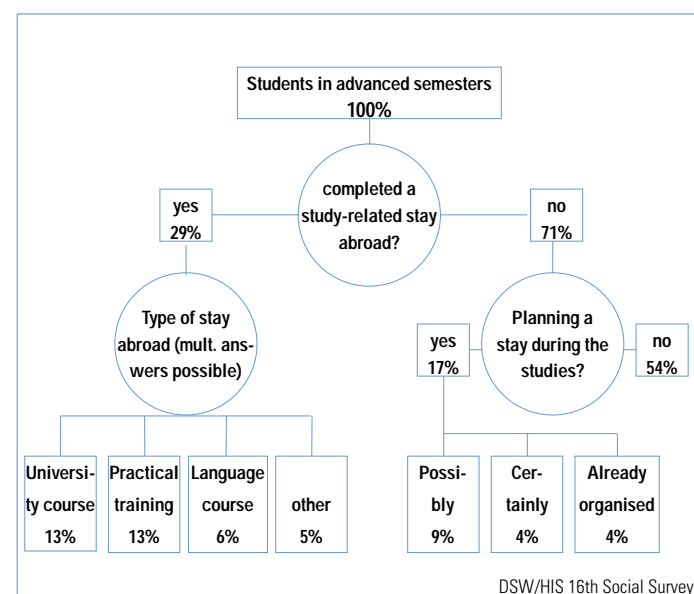 Students in advanced semesters
100%
completed a
study-related stay
abroad?
yes
29%
no
71%
Type of stay
abroad (mult. ans-
wers possible)
Planning a
stay during the
studies?
yes
17%
no
54%
Universi-
ty course
13%
Practical
training
13%
Language
course
6%
other
5%
Possi-
bly
9%
Cer-
tainly
4%
Already
organised
4%
DSW/HIS 16th Social Survey